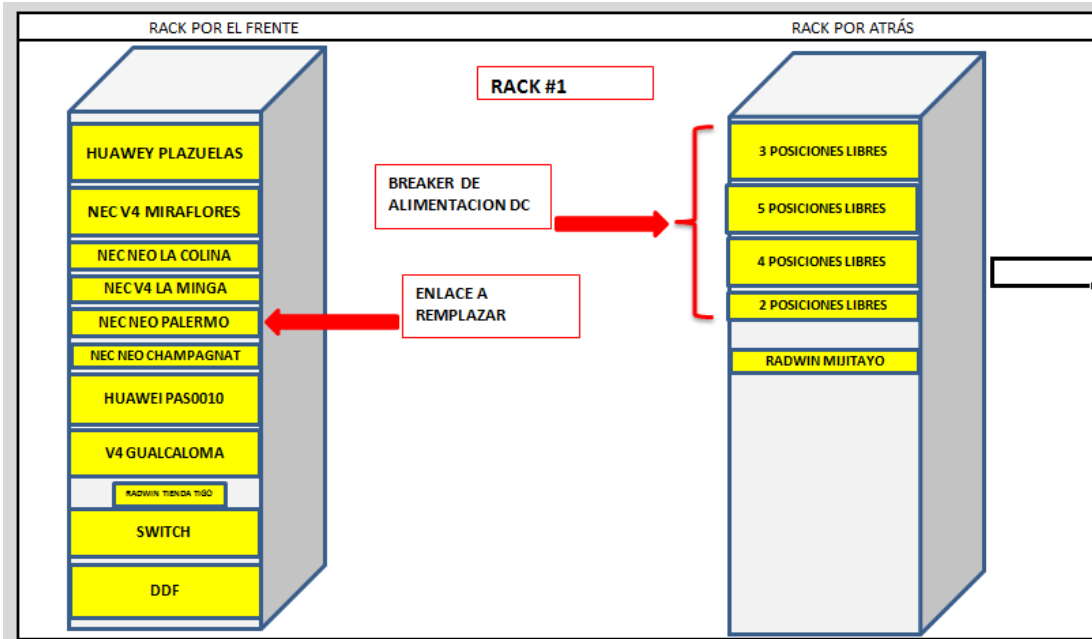 RACK POR EL FRENTE
RACK POR ATRÁS
RACK #1
HUAWEY PLAZUELAS
NEC V4 MIRAFLORES
NEC NEO LA COLINA
NEC V4 LA MINGA
NEC NEO PALERMO
NEC NEO CHAMPAGNAT
HUAWEI PAS0010
V4 GUALCALOMA
RADWIN TIENDA TIGO
SWITCH
DDF
BREAKER DE
ALIMENTACION DC
ENLACE A
REMPLAZAR
3 POSICIONES LIBRES
5 POSICIONES LIBRES
4 POSICIONES LIBRES
2 POSICIONES LIBRES
RADWIN MIJITAYO